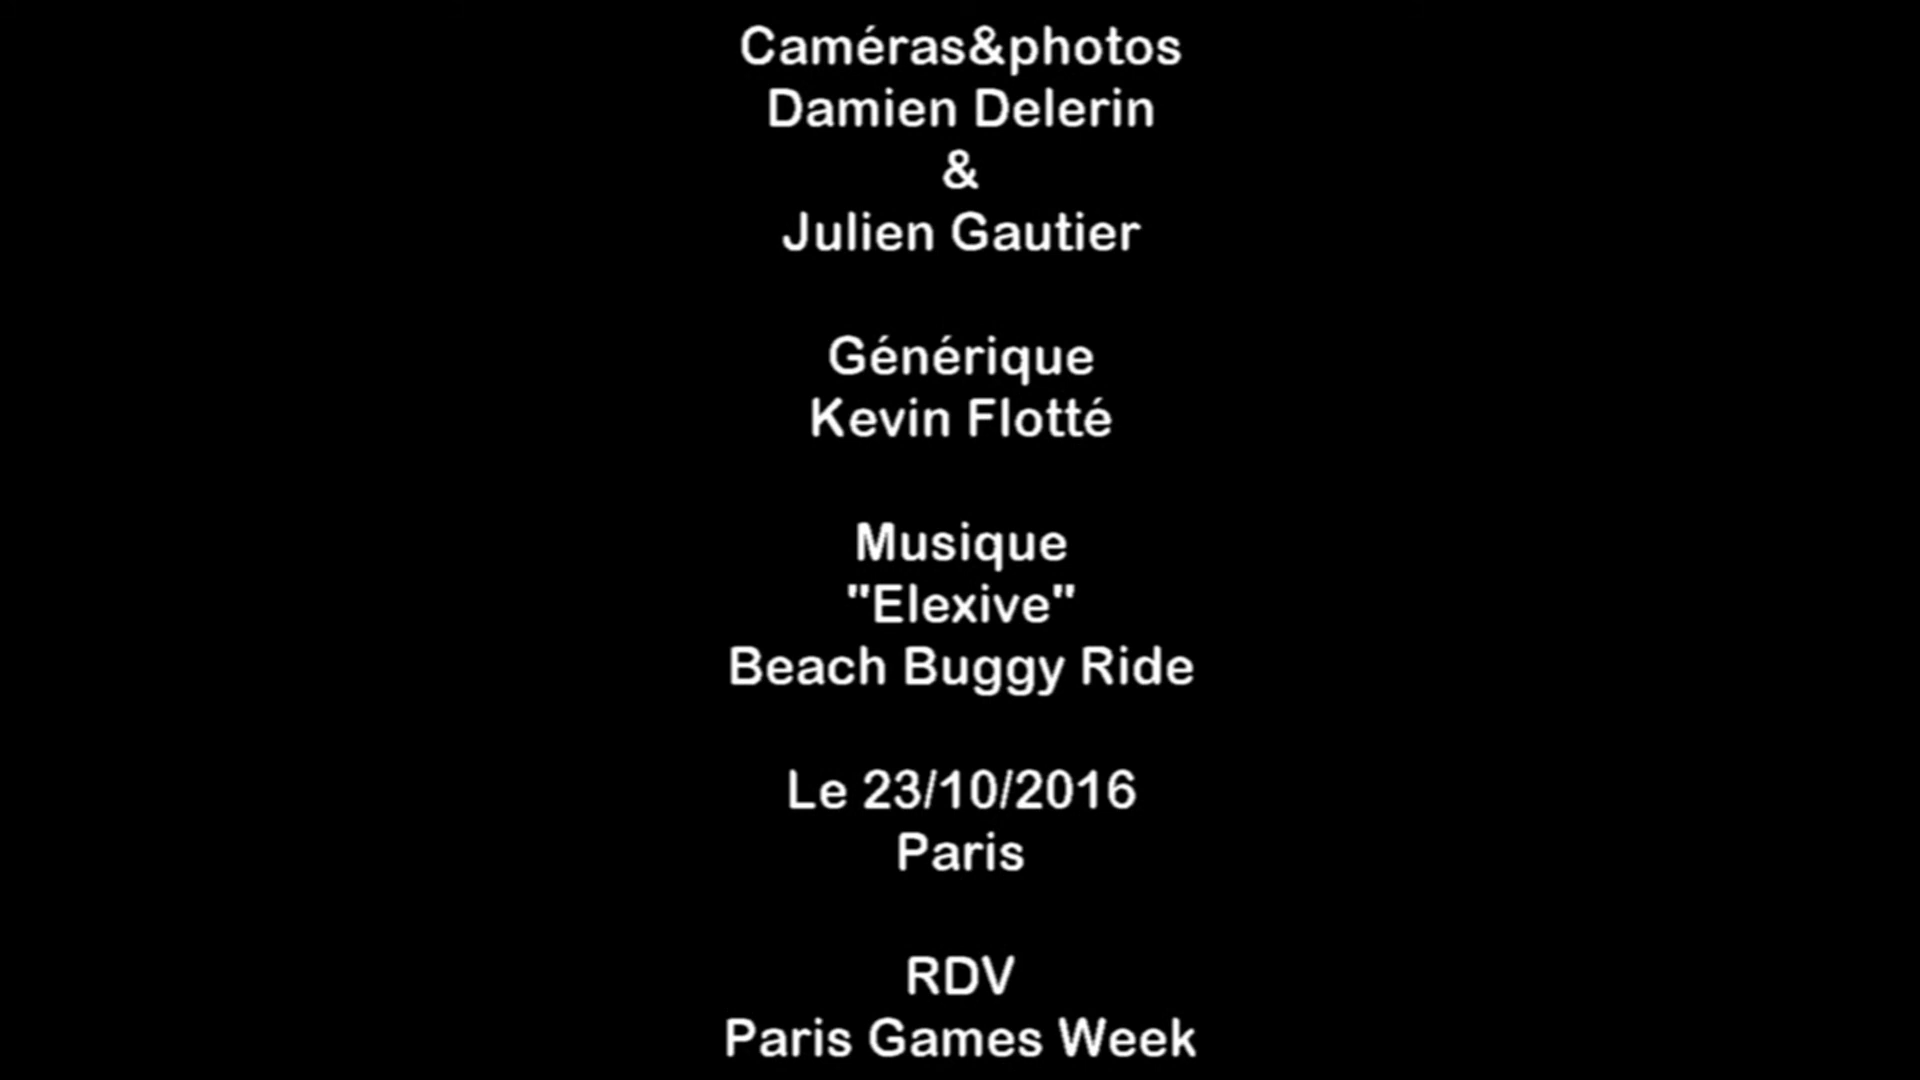 Caméras&photos
Damien Delerin
&
Julien Gautier
Générique
Kevin Flotté
Musique
"Elexive"
Beach Buggy Ride
Le 23/10/2016
Paris
RDV
Paris Games Week